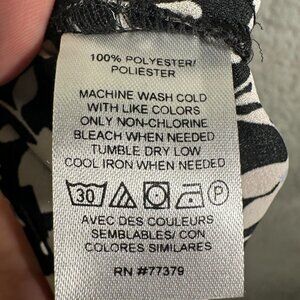 100% POLYESTER/
POLIESTER
MACHINE WASH COLD
WITH LIKE COLORS
ONLY NON-CHLORINE
BLEACH WHEN NEEDED
TUMBLE DRY LOW
COOL IRON WHEN NEEDED
30 P
AVEC DES COULEURS
SEMBLABLES/ CON
COLORES SIMILARES
RN #77379